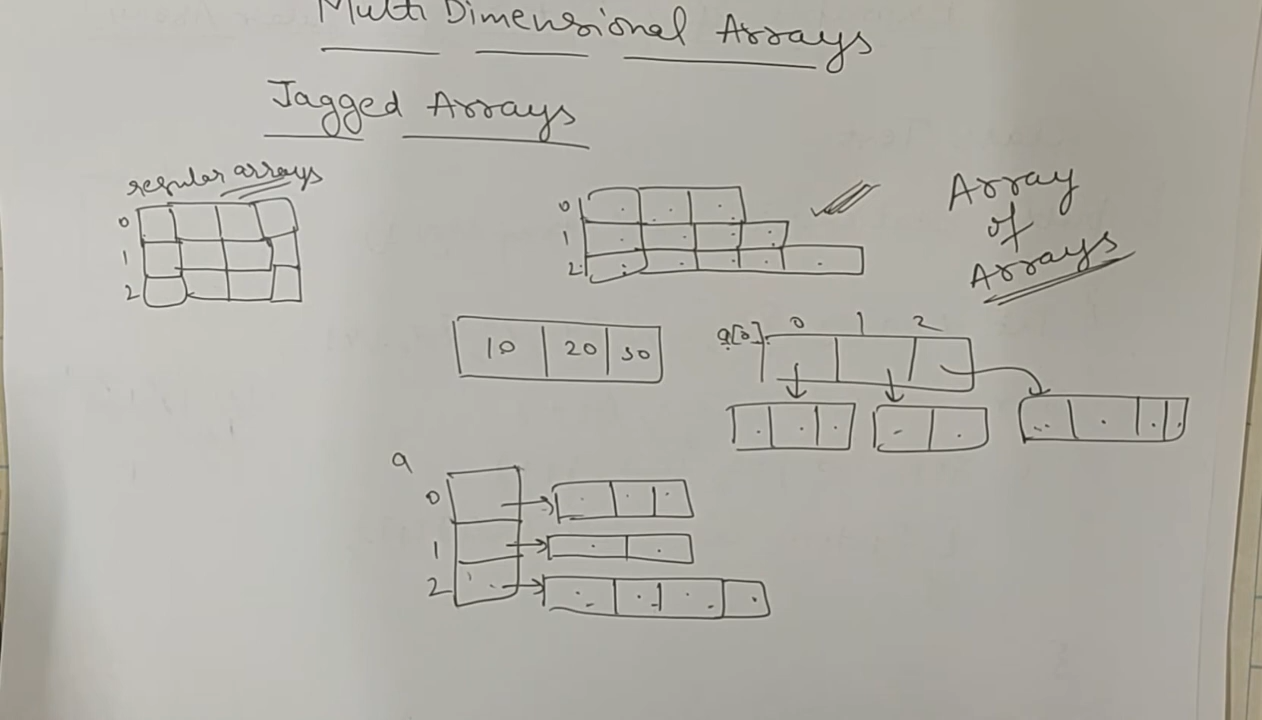 Multi Dimensional Arrays
Jagged Arrays
regular arrays
0
1
2
0
1
2
Array
of
Arrays
10 20 30
a[0] 0 1 2
a
0
1
2